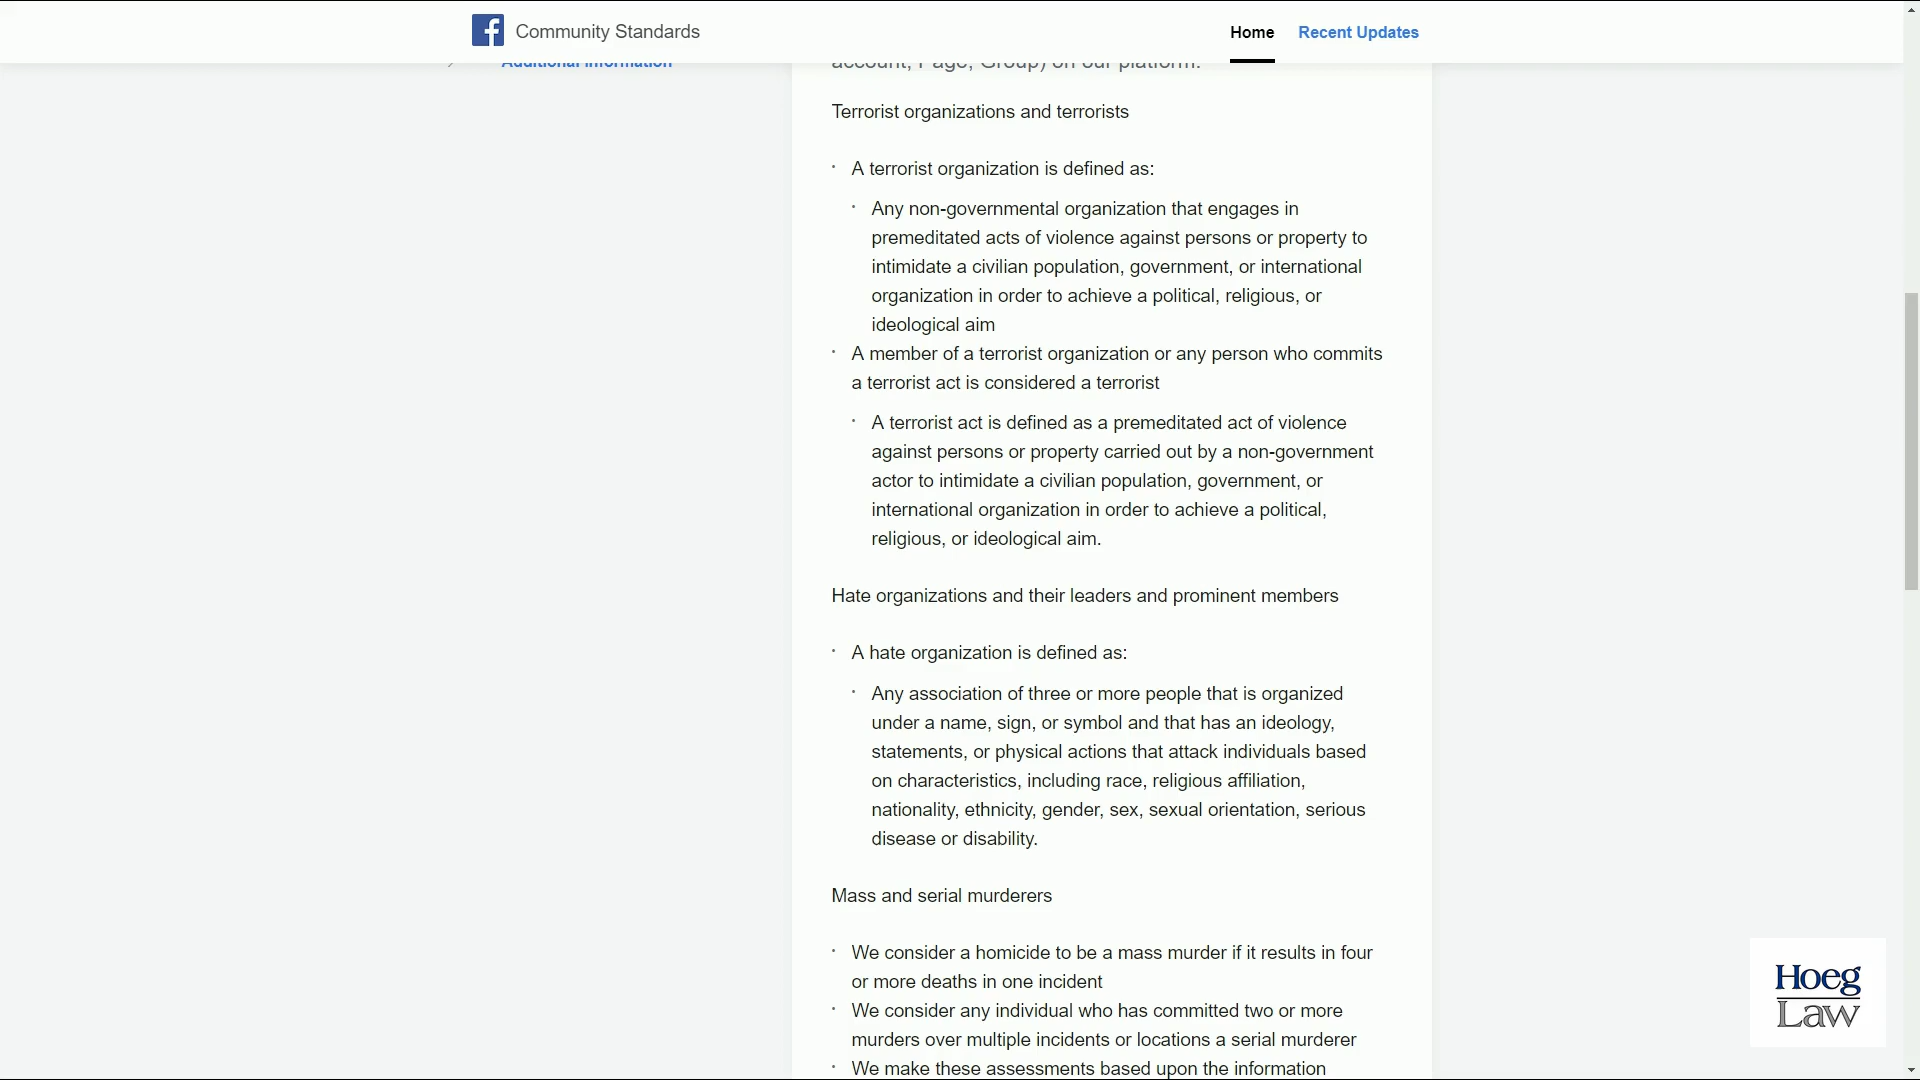 Community Standards
Home
Recent Updates
Additional Information
account, Page, Group) on our platform.
Terrorist organizations and terrorists
· A terrorist organization is defined as:
· Any non-governmental organization that engages in
premeditated acts of violence against persons or property to
intimidate a civilian population, government, or international
organization in order to achieve a political, religious, or
ideological aim
· A member of a terrorist organization or any person who commits
a terrorist act is considered a terrorist
· A terrorist act is defined as a premeditated act of violence
against persons or property carried out by a non-government
actor to intimidate a civilian population, government, or
international organization in order to achieve a political,
religious, or ideological aim.
Hate organizations and their leaders and prominent members
· A hate organization is defined as:
· Any association of three or more people that is organized
under a name, sign, or symbol and that has an ideology,
statements, or physical actions that attack individuals based
on characteristics, including race, religious affiliation,
nationality, ethnicity, gender, sex, sexual orientation, serious
disease or disability.
Mass and serial murderers
· We consider a homicide to be a mass murder if it results in four
or more deaths in one incident
· We consider any individual who has committed two or more
murders over multiple incidents or locations a serial murderer
· We make these assessments based upon the information
Hoeg
Law